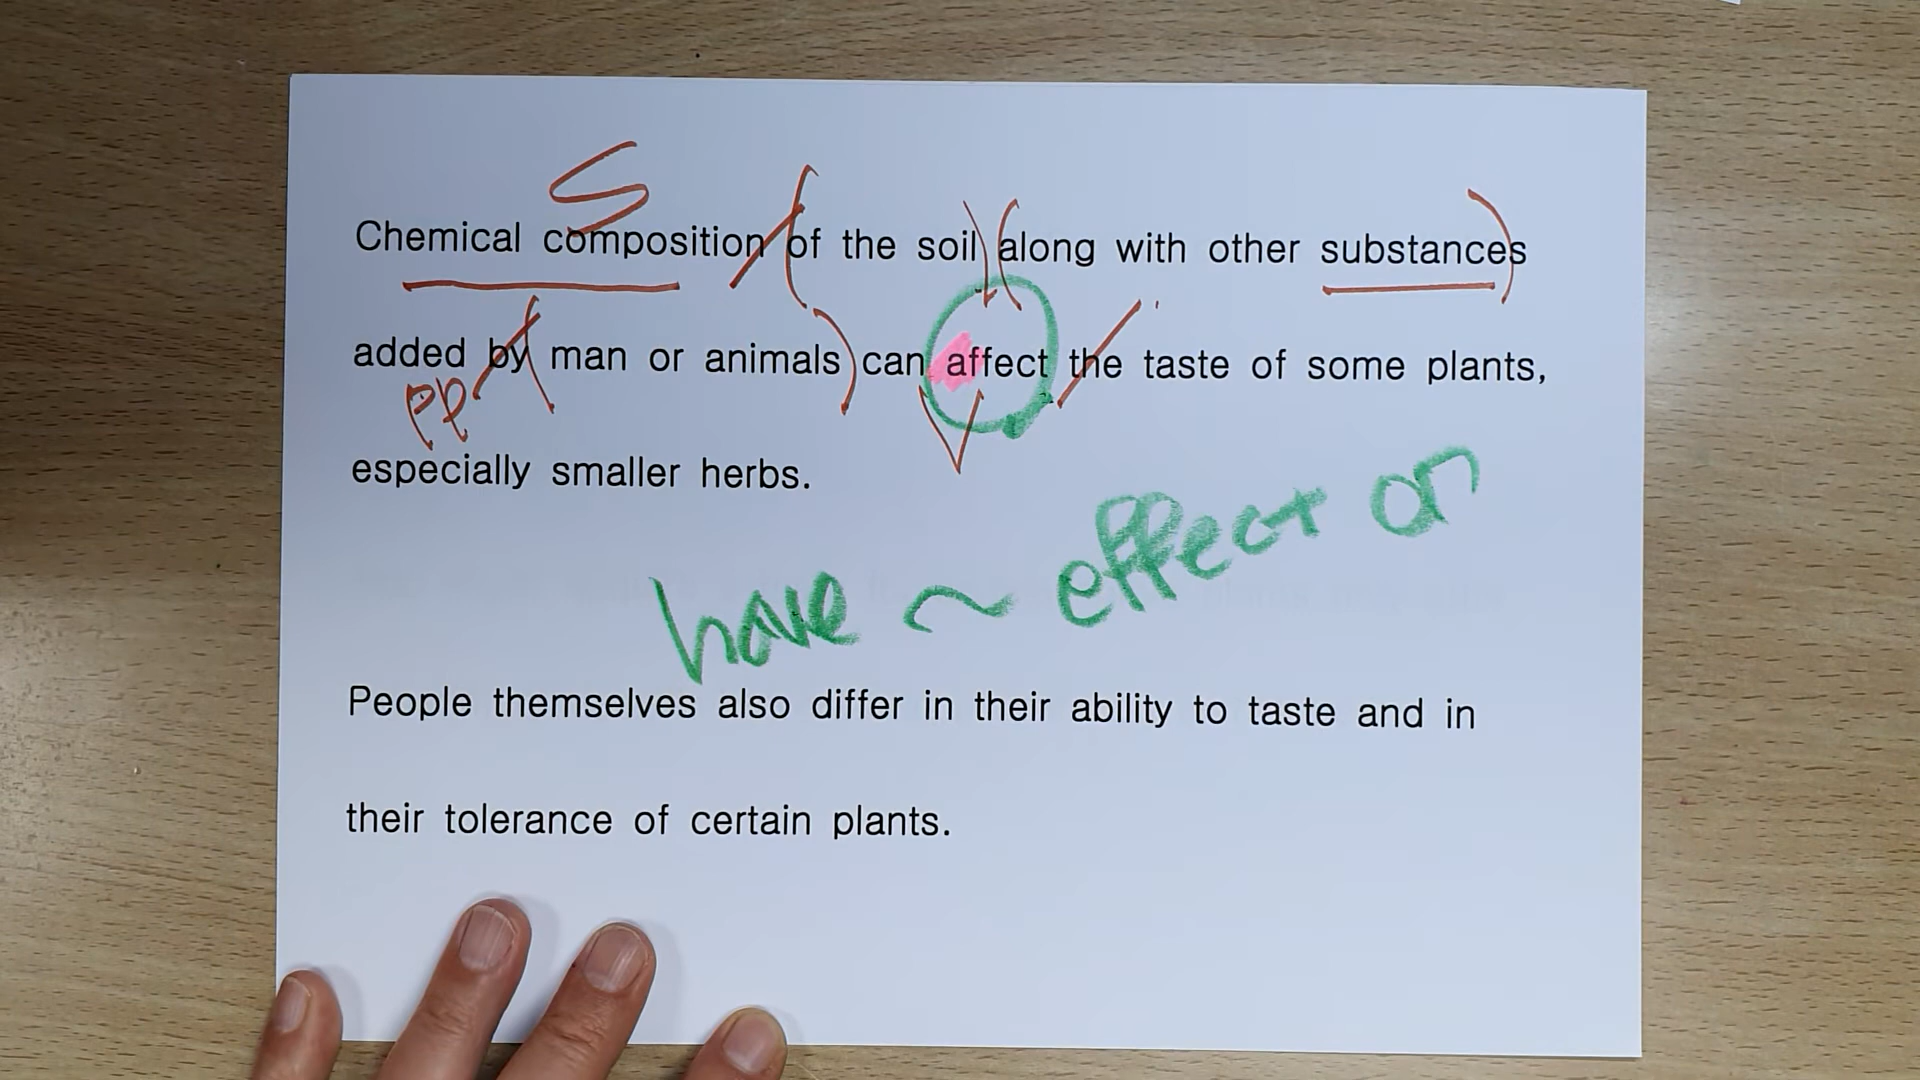 S
Chemical composition of the soil along with other substances
added by man or animals can affect the taste of some plants,
pp
V
especially smaller herbs.
have ~ effect on
People themselves also differ in their ability to taste and in
their tolerance of certain plants.